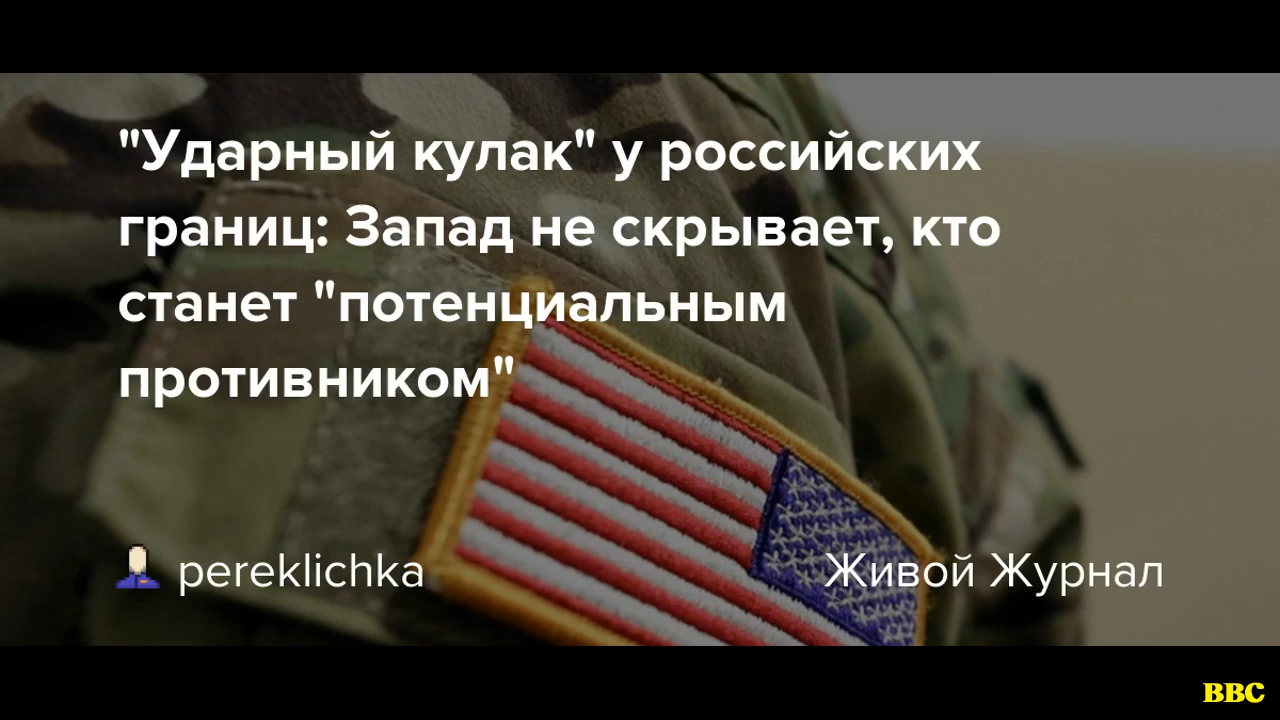 "Ударный кулак" у российских
границ: Запад не скрывает, кто
станет "потенциальным
противником"
pereklichka
Живой Журнал
BBC